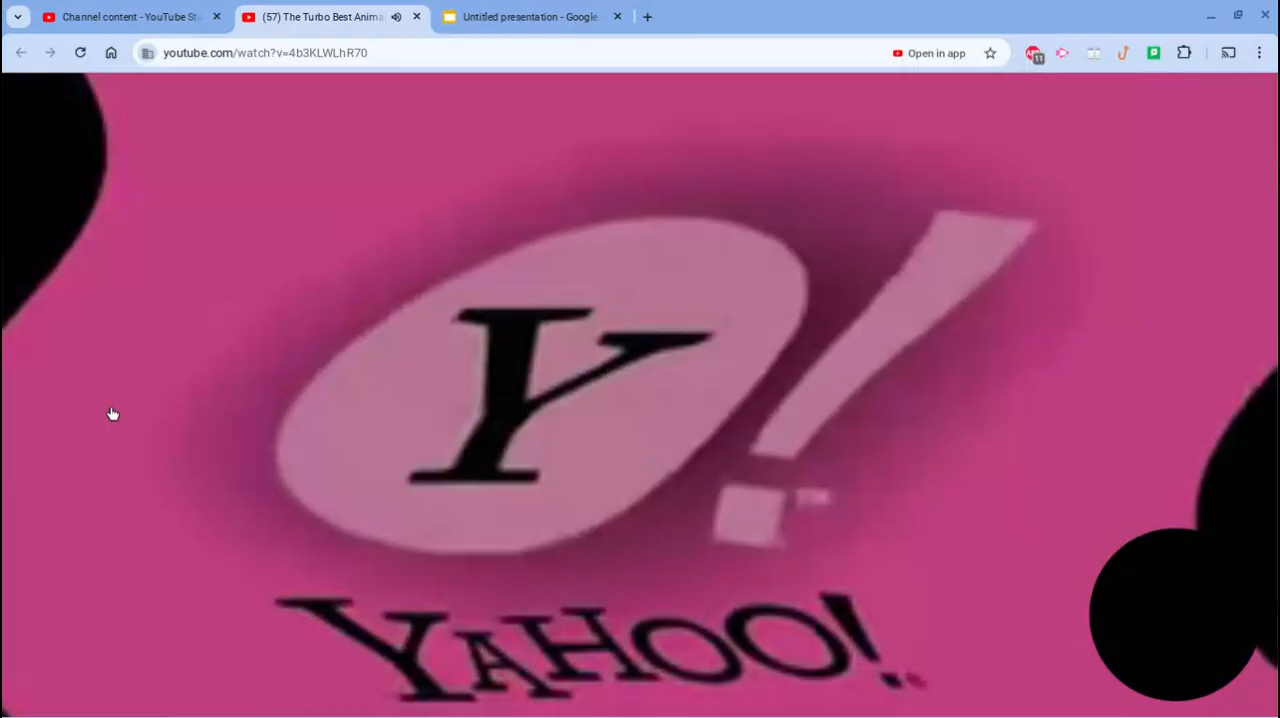 Channel content - YouTube St
(57) The Turbo Best Anima
Untitled presentation - Google
youtube.com/watch?v=4b3KLWLhR70
Open in app
11
Y!
TM
YAHOO!